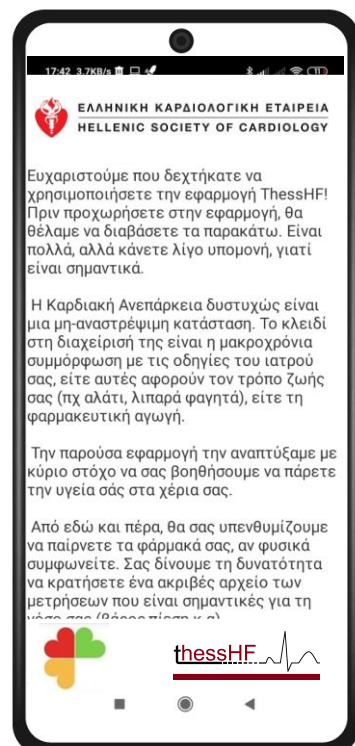 17:42 3.7KB/s
ΕΛΛΗΝΙΚΗ ΚΑΡΔΙΟΛΟΓΙΚΗ ΕΤΑΙΡΕΙΑ
HELLENIC SOCIETY OF CARDIOLOGY
Ευχαριστούμε που δεχτήκατε να
χρησιμοποιήσετε την εφαρμογή ThessHF!
Πριν προχωρήσετε στην εφαρμογή, θα
θέλαμε να διαβάσετε τα παρακάτω. Είναι
πολλά, αλλά κάνετε λίγο υπομονή, γιατί
είναι σημαντικά.
Η Καρδιακή Ανεπάρκεια δυστυχώς είναι
μια μη-αναστρέψιμη κατάσταση. Το κλειδί
στη διαχείρισή της είναι η μακροχρόνια
συμμόρφωση με τις οδηγίες του ιατρού
σας, είτε αυτές αφορούν τον τρόπο ζωής
σας (πχ αλάτι, λιπαρά φαγητά), είτε τη
φαρμακευτική αγωγή.
Την παρούσα εφαρμογή την αναπτύξαμε με
κύριο στόχο να σας βοηθήσουμε να πάρετε
την υγεία σάς στα χέρια σας.
Από εδώ και πέρα, θα σας υπενθυμίζουμε
να παίρνετε τα φάρμακά σας, αν φυσικά
συμφωνείτε. Σας δίνουμε τη δυνατότητα
να κρατήσετε ένα ακριβές αρχείο των
μετρήσεων που είναι σημαντικές για τη
νόσο σας (βάρος πίεση κ.α)
thessHF